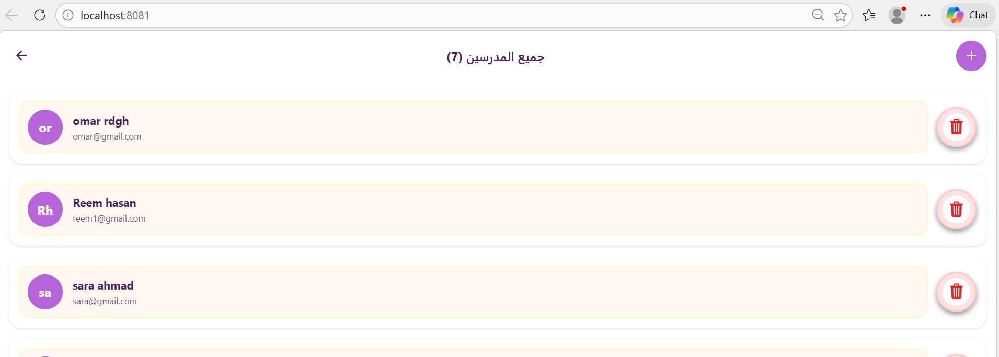 localhost:8081
Chat
جميع المدرسين (7)
or
omar rdgh
omar@gmail.com
Rh
Reem hasan
reem1@gmail.com
sa
sara ahmad
sara@gmail.com